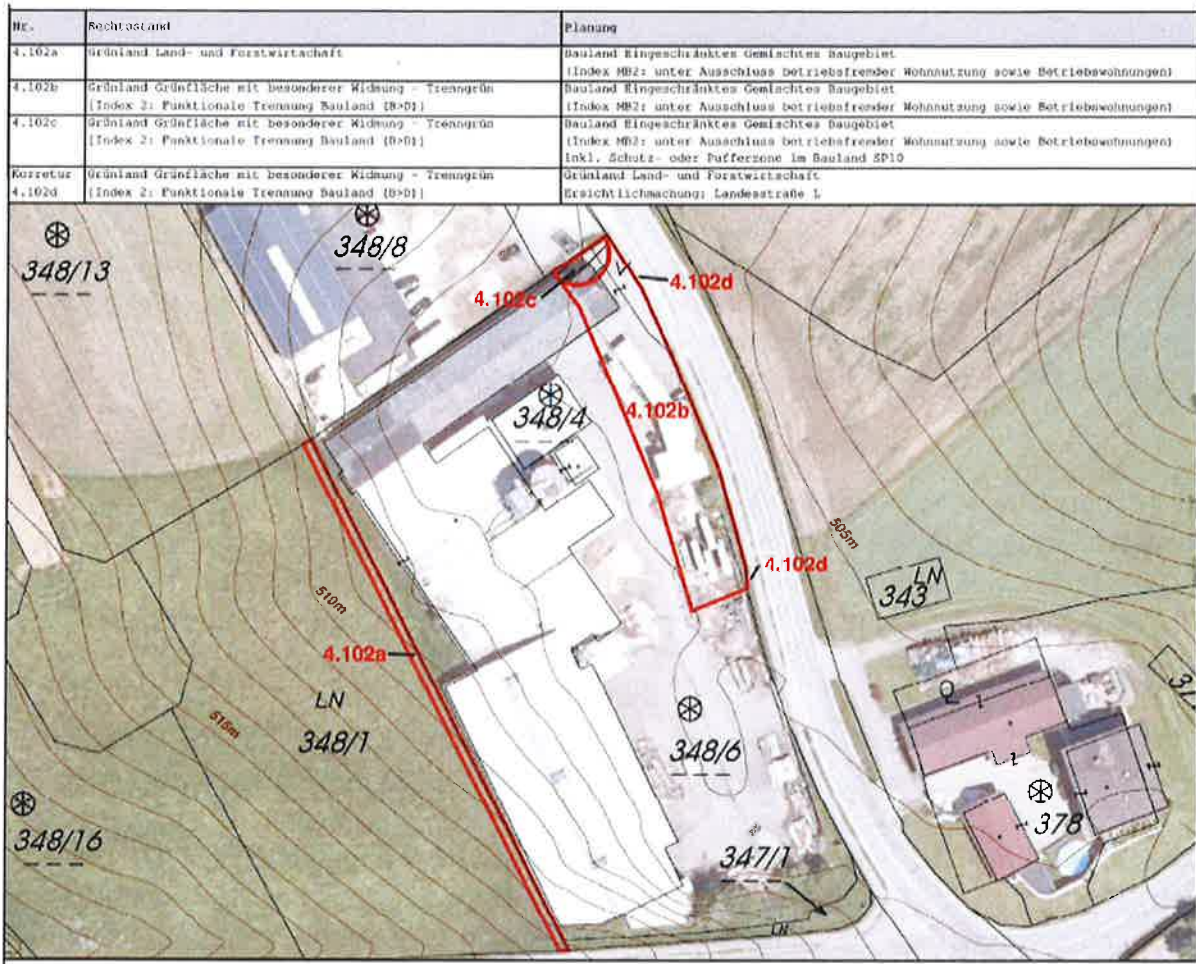 Nr. Rechtsstand Planung
4.102a Grünland Land- und Forstwirtschaft Bauland Eingeschränktes Gemischtes Baugebiet
(Index MB2: unter Ausschluss betriebsfremder Wohnnutzung sowie Betriebswohnungen)
4.102b Grünland Grünfläche mit besonderer Widmung - Trenngrün Bauland Eingeschränktes Gemischtes Baugebiet
[Index 2: Funktionale Trennung Bauland (B>D)] (Index MB2: unter Ausschluss betriebsfremder Wohnnutzung sowie Betriebswohnungen)
4.102c Grünland Grünfläche mit besonderer Widmung - Trenngrün Bauland Eingeschränktes Gemischtes Baugebiet
[Index 2: Funktionale Trennung Bauland (B>D)] (Index MB2: unter Ausschluss betriebsfremder Wohnnutzung sowie Betriebswohnungen)
Inkl. Schutz- oder Pufferzone im Bauland SP10
Korretur Grünland Grünfläche mit besonderer Widmung - Trenngrün Grünland Land- und Forstwirtschaft
4.102d [Index 2: Funktionale Trennung Bauland (B>D)] Ersichtlichmachung: Landesstraße L
348/13
348/8
4.102d
4.102c
348/4
4.102b
505m
4.102d
LN
343
510m
4.102a
LN
348/1
515m
348/6
37
348/16
378
347/1
LN